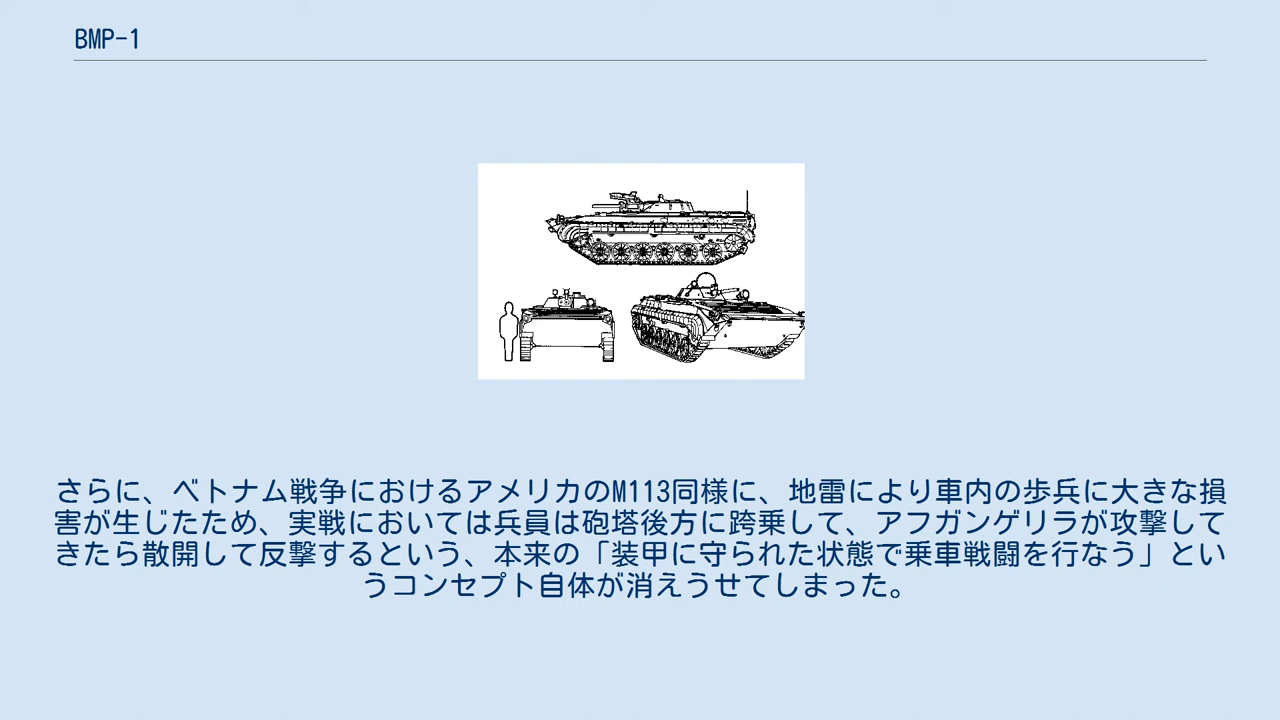 BMP-1
さらに、ベトナム戦争におけるアメリカのM113同様に、地雷により車内の歩兵に大きな損
害が生じたため、実戦においては兵員は砲塔後方に跨乗して、アフガンゲリラが攻撃して
きたら散開して反撃するという、本来の「装甲に守られた状態で乗車戦闘を行なう」とい
うコンセプト自体が消えうせてしまった。